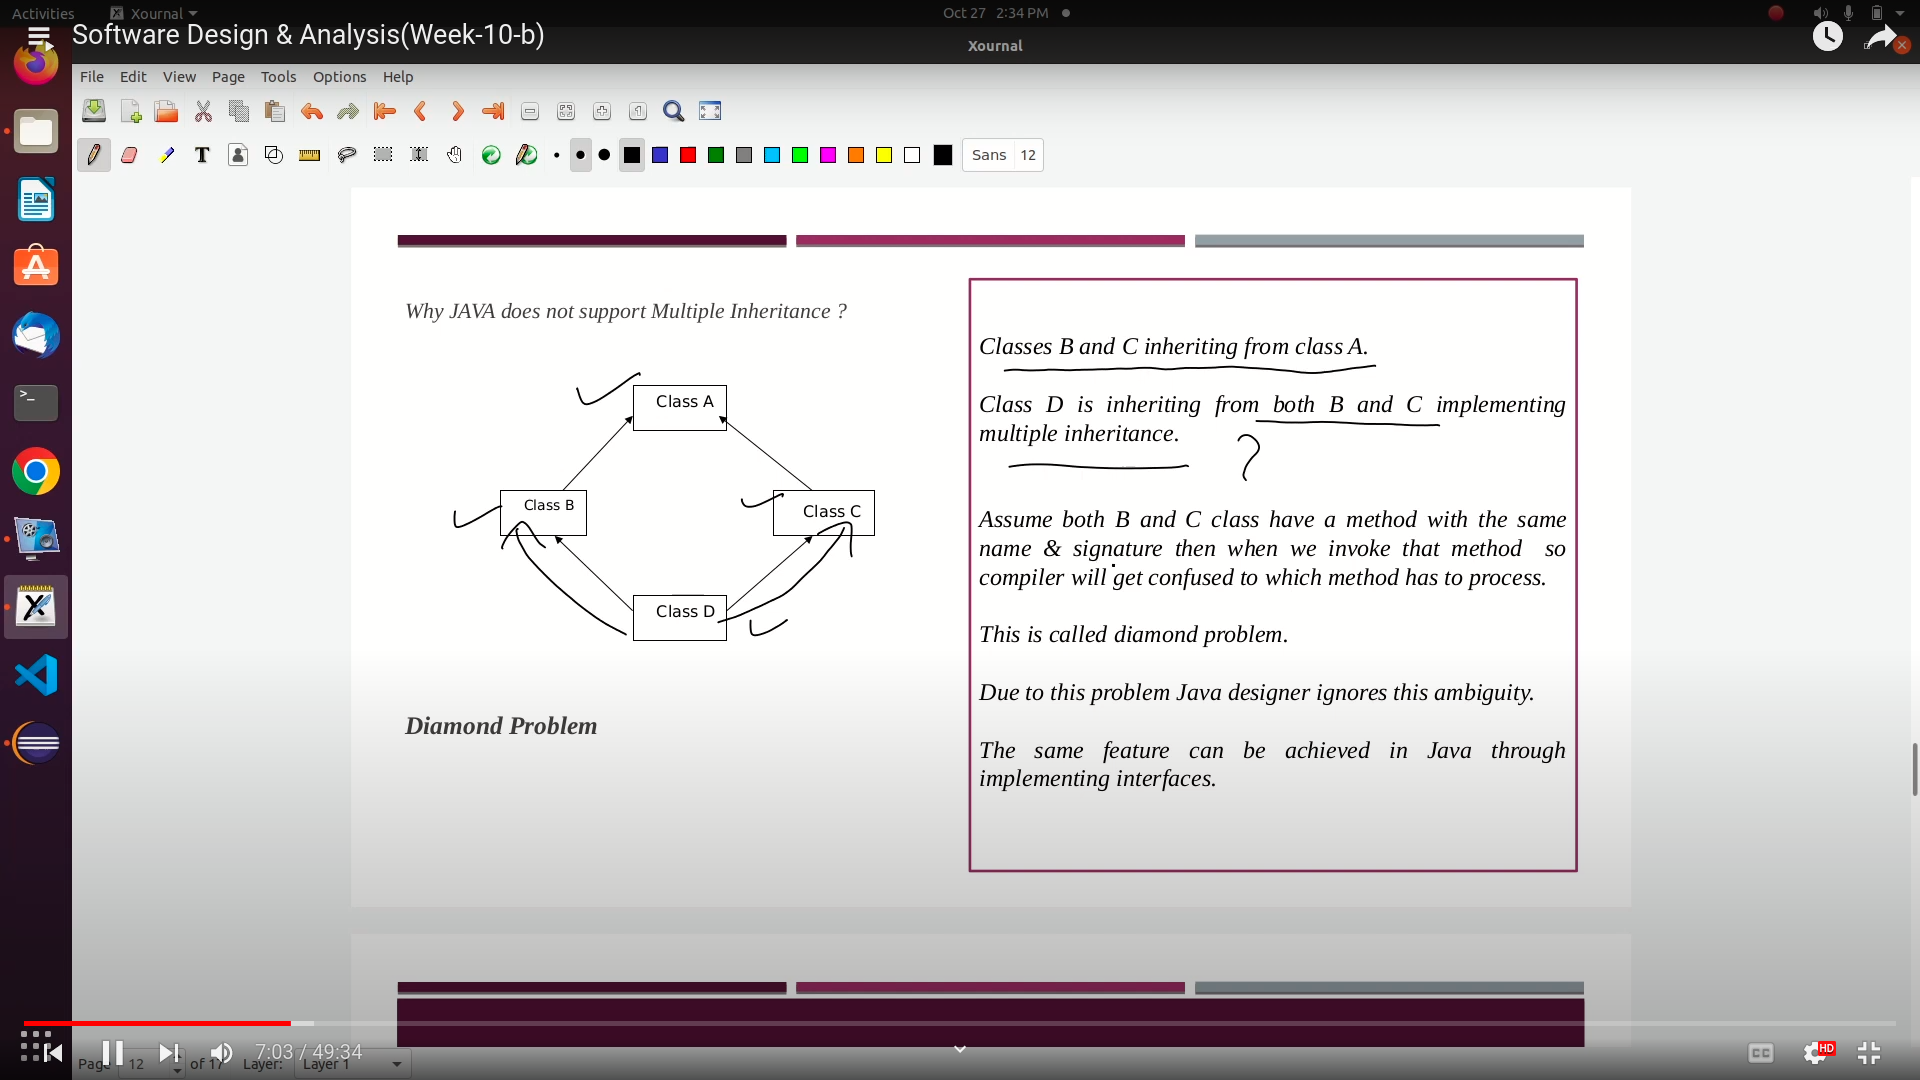 Activities
Xournal
Oct 27 2:34 PM
Software Design & Analysis(Week-10-b)
Xournal
File Edit View Page Tools Options Help
T
Sans 12
Why JAVA does not support Multiple Inheritance ?
Class A
Class B
Class C
Class D
Diamond Problem
Classes B and C inheriting from class A.
Class D is inheriting from both B and C implementing
multiple inheritance.
?
Assume both B and C class have a method with the same
name & signature then when we invoke that method so
compiler will get confused to which method has to process.
This is called diamond problem.
Due to this problem Java designer ignores this ambiguity.
The same feature can be achieved in Java through
implementing interfaces.
7:03 / 49:34
CC
HD
Page 12 of 17 Layer: Layer 1